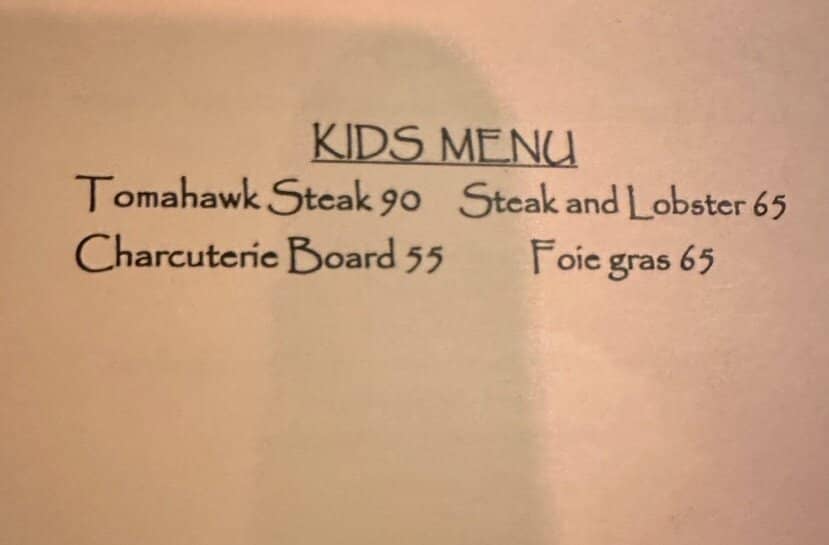 KIDS MENU
Tomahawk Steak 90 Steak and Lobster 65
Charcuterie Board 55 Foie gras 65